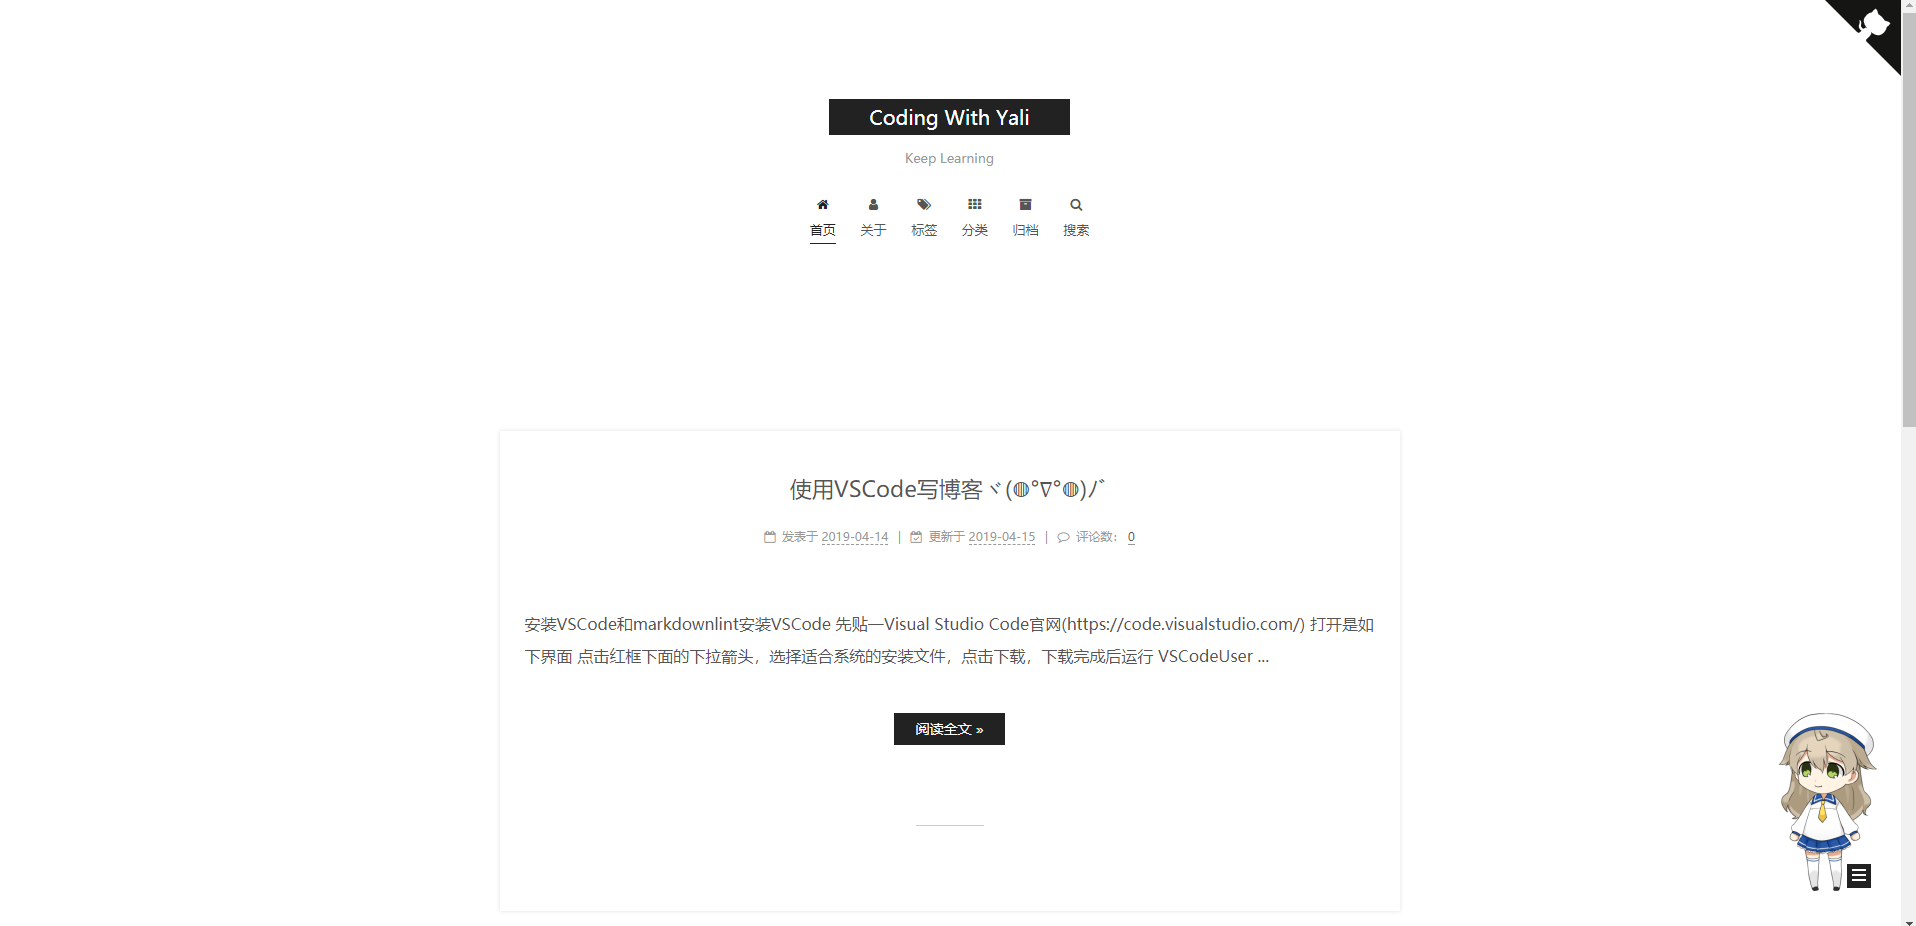 Coding With Yali
Keep Learning
首页 关于 标签 分类 归档 搜索
使用VSCode写博客ヾ(◍°∇°◍)ﾉﾞ
发表于 2019-04-14 | 更新于 2019-04-15 | 评论数： 0
安装VSCode和markdownlint安装VSCode 先贴一Visual Studio Code官网(https://code.visualstudio.com/) 打开是如
下界面 点击红框下面的下拉箭头，选择适合系统的安装文件，点击下载，下载完成后运行 VSCodeUser ...
阅读全文 »